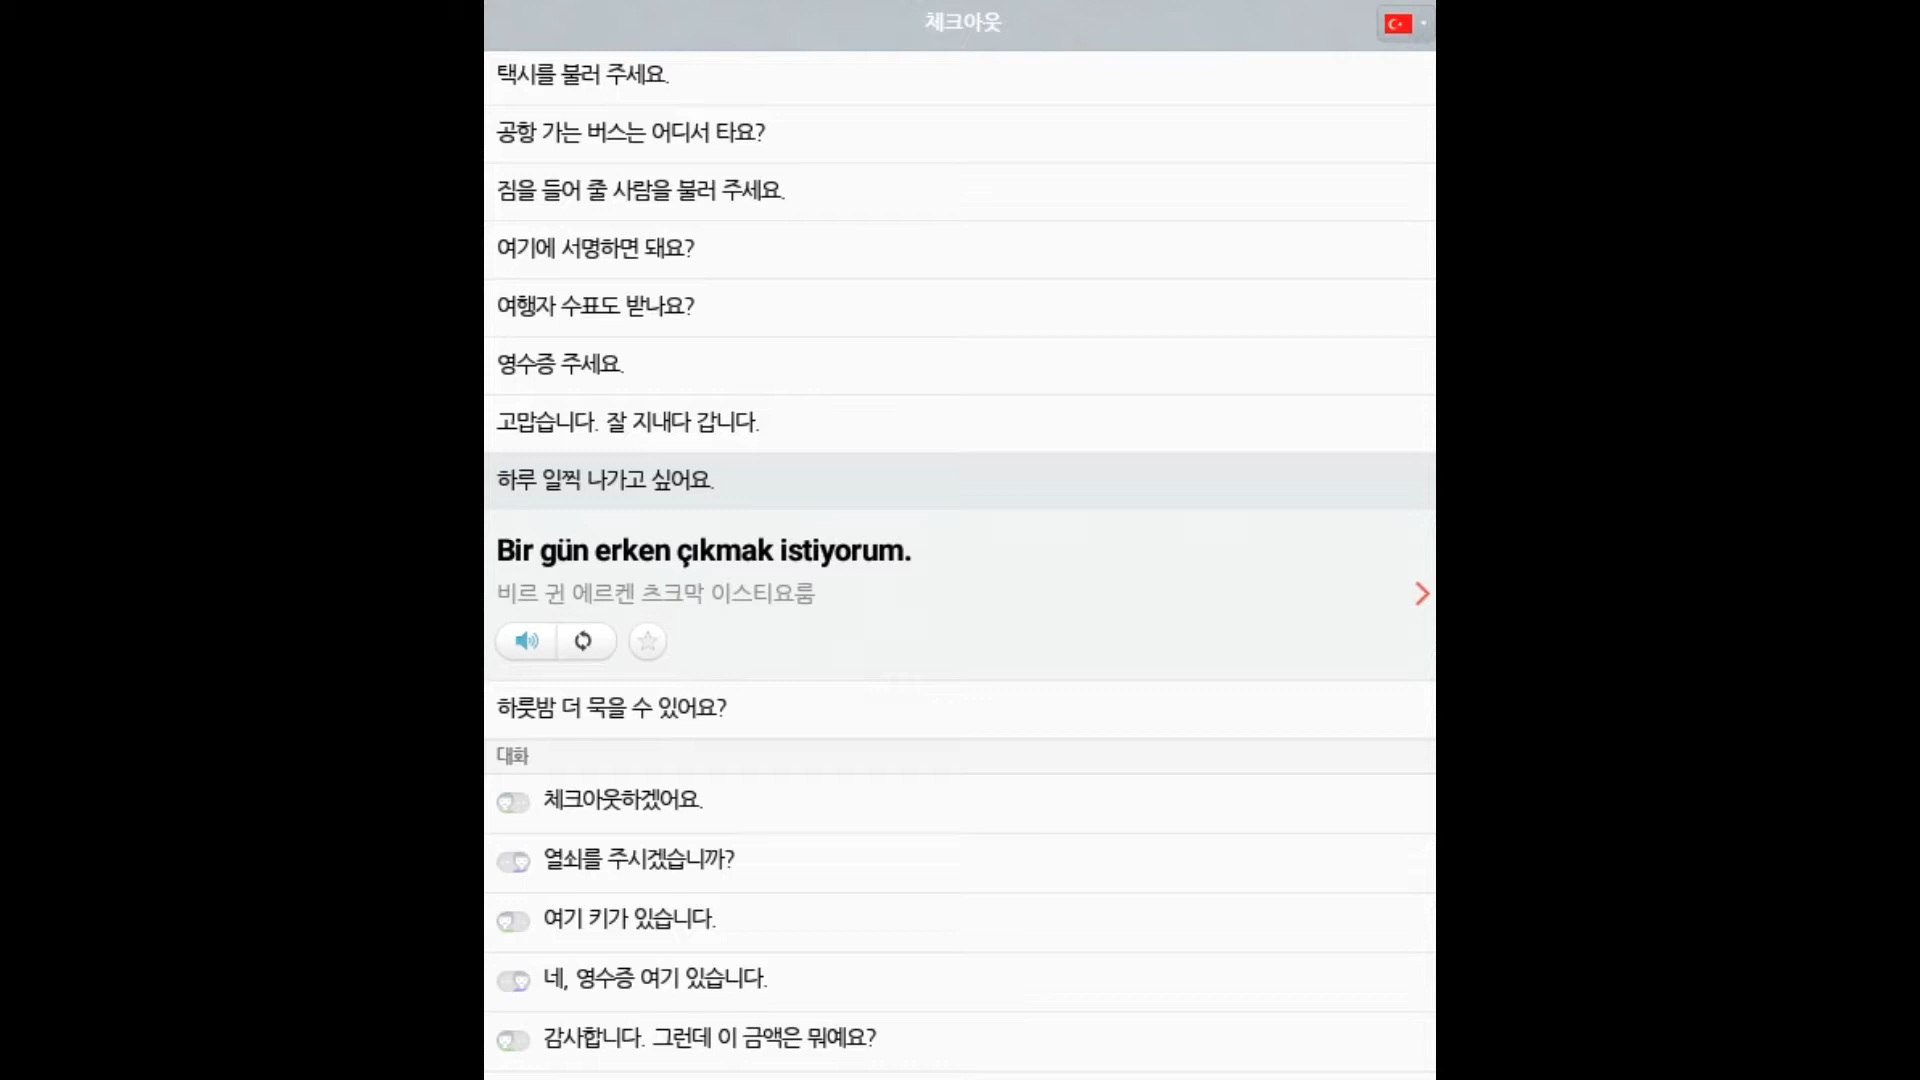 체크아웃
택시를 불러 주세요.
공항 가는 버스는 어디서 타요?
짐을 들어 줄 사람을 불러 주세요.
여기에 서명하면 돼요?
여행자 수표도 받나요?
영수증 주세요.
고맙습니다. 잘 지내다 갑니다.
하루 일찍 나가고 싶어요.
Bir gün erken çıkmak istiyorum.
비르 귄 에르켄 츠크막 이스티요룸
하룻밤 더 묵을 수 있어요?
대화
체크아웃하겠어요.
열쇠를 주시겠습니까?
여기 키가 있습니다.
네, 영수증 여기 있습니다.
감사합니다. 그런데 이 금액은 뭐예요?